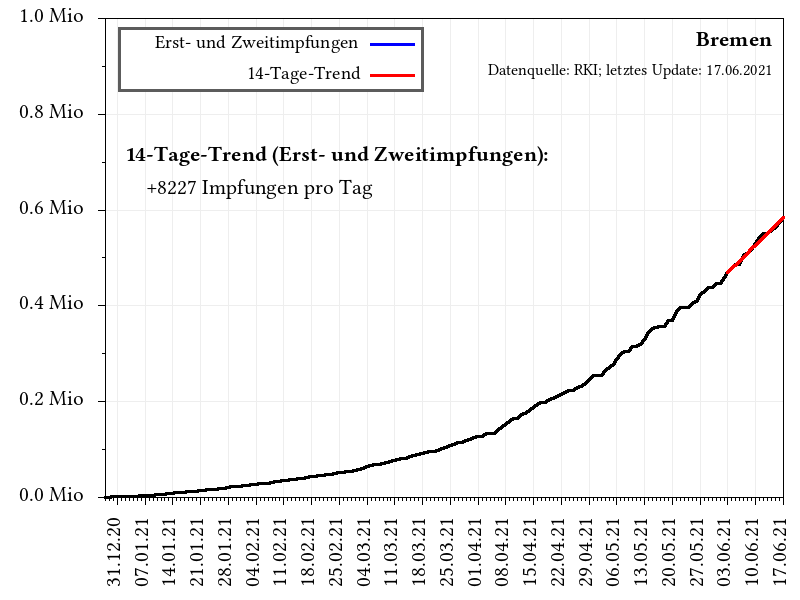 1.0 Mio
0.8 Mio
0.6 Mio
0.4 Mio
0.2 Mio
0.0 Mio
Erst- und Zweitimpfungen
14-Tage-Trend
Bremen
Datenquelle: RKI; letztes Update: 17.06.2021
14-Tage-Trend (Erst- und Zweitimpfungen):
+8227 Impfungen pro Tag
31.12.20
07.01.21
14.01.21
21.01.21
28.01.21
04.02.21
11.02.21
18.02.21
25.02.21
04.03.21
11.03.21
18.03.21
25.03.21
01.04.21
08.04.21
15.04.21
22.04.21
29.04.21
06.05.21
13.05.21
20.05.21
27.05.21
03.06.21
10.06.21
17.06.21